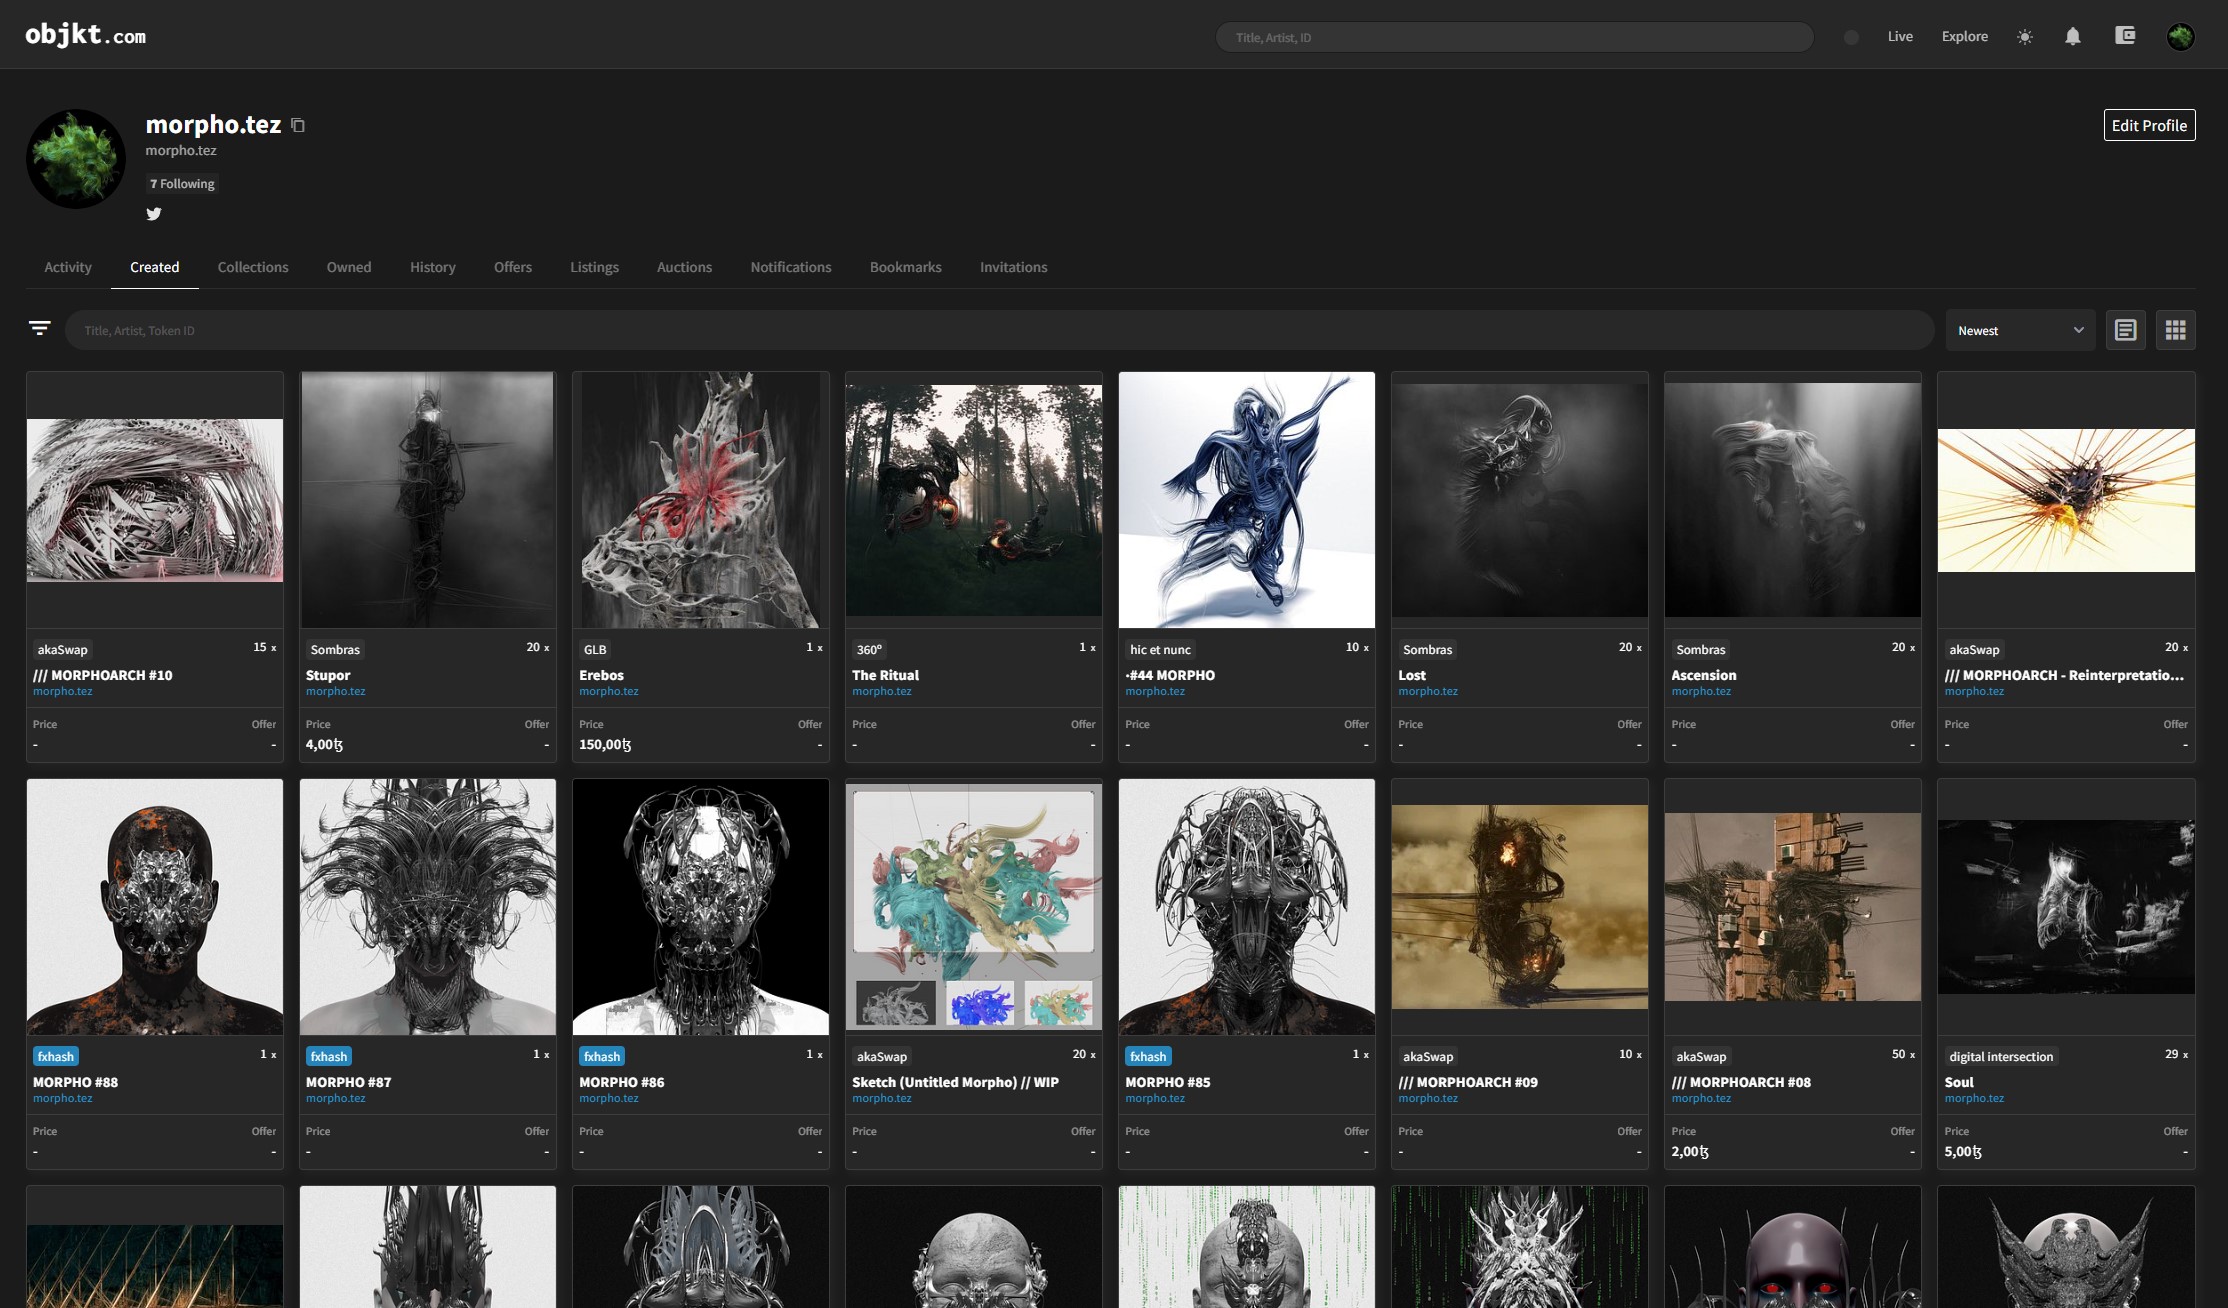 objkt.com
Title, Artist, ID
Live
Explore
morpho.tez
Edit Profile
morpho.tez
7 Following
Activity
Created
Collections
Owned
History
Offers
Listings
Auctions
Notifications
Bookmarks
Invitations
Title, Artist, Token ID
Newest
akaSwap
15 x
/// MORPHOARCH #10
morpho.tez
Price
Offer
-
-
Sombras
20 x
Stupor
morpho.tez
Price
Offer
4,00ꜩ
-
GLB
1 x
Erebos
morpho.tez
Price
Offer
150,00ꜩ
-
360º
1 x
The Ritual
morpho.tez
Price
Offer
-
-
hic et nunc
10 x
·#44 MORPHO
morpho.tez
Price
Offer
-
-
Sombras
20 x
Lost
morpho.tez
Price
Offer
-
-
Sombras
20 x
Ascension
morpho.tez
Price
Offer
-
-
akaSwap
20 x
/// MORPHOARCH - Reinterpretatio...
morpho.tez
Price
Offer
-
-
fxhash
1 x
MORPHO #88
morpho.tez
Price
Offer
-
-
fxhash
1 x
MORPHO #87
morpho.tez
Price
Offer
-
-
fxhash
1 x
MORPHO #86
morpho.tez
Price
Offer
-
-
akaSwap
20 x
Sketch (Untitled Morpho) // WIP
morpho.tez
Price
Offer
-
-
fxhash
1 x
MORPHO #85
morpho.tez
Price
Offer
-
-
akaSwap
10 x
/// MORPHOARCH #09
morpho.tez
Price
Offer
-
-
akaSwap
50 x
/// MORPHOARCH #08
morpho.tez
Price
Offer
2,00ꜩ
-
digital intersection
29 x
Soul
morpho.tez
Price
Offer
5,00ꜩ
-